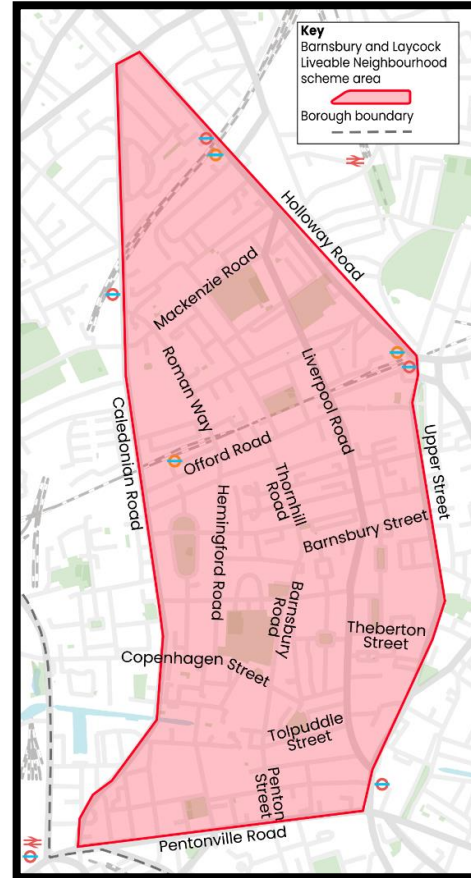 Key
Barnsbury and Laycock
Liveable Neighbourhood
scheme area
Borough boundary
Holloway Road
Mackenzie Road
Roman Way
Liverpool Road
Caledonian Road
Offord Road
Upper Street
Thornhill
Road
Hemingford Road
Barnsbury Street
Barnsbury
Road
Theberton
Street
Copenhagen Street
Tolpuddle
Street
Penton
Street
Pentonville Road